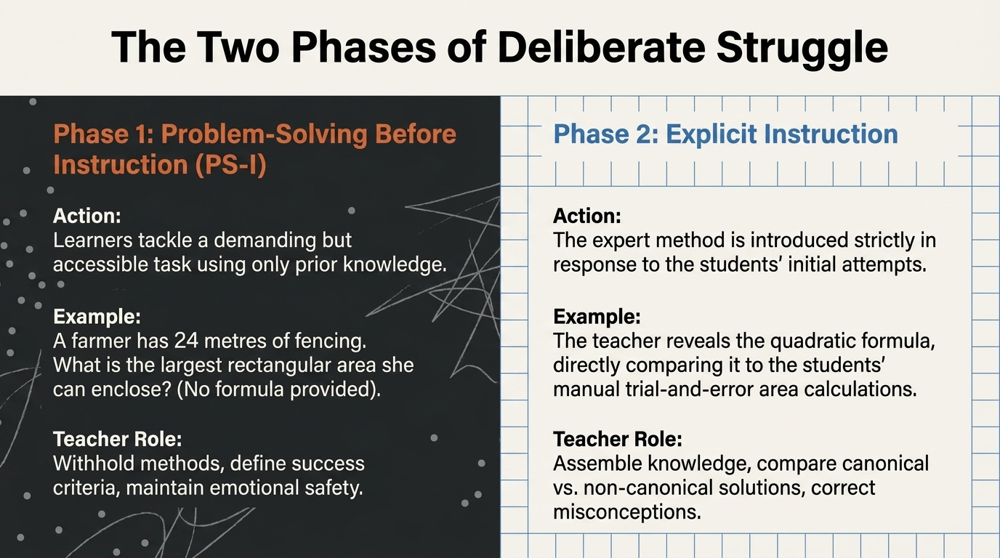 The Two Phases of Deliberate Struggle
Phase 1: Problem-Solving Before
Instruction (PS-I)
Action:
Learners tackle a demanding but
accessible task using only prior knowledge.
Example:
A farmer has 24 metres of fencing.
What is the largest rectangular area she
can enclose? (No formula provided).
Teacher Role:
Withhold methods, define success
criteria, maintain emotional safety.
Phase 2: Explicit Instruction
Action:
The expert method is introduced strictly in
response to the students’ initial attempts.
Example:
The teacher reveals the quadratic formula,
directly comparing it to the students’
manual trial-and-error area calculations.
Teacher Role:
Assemble knowledge, compare canonical
vs. non-canonical solutions, correct
misconceptions.